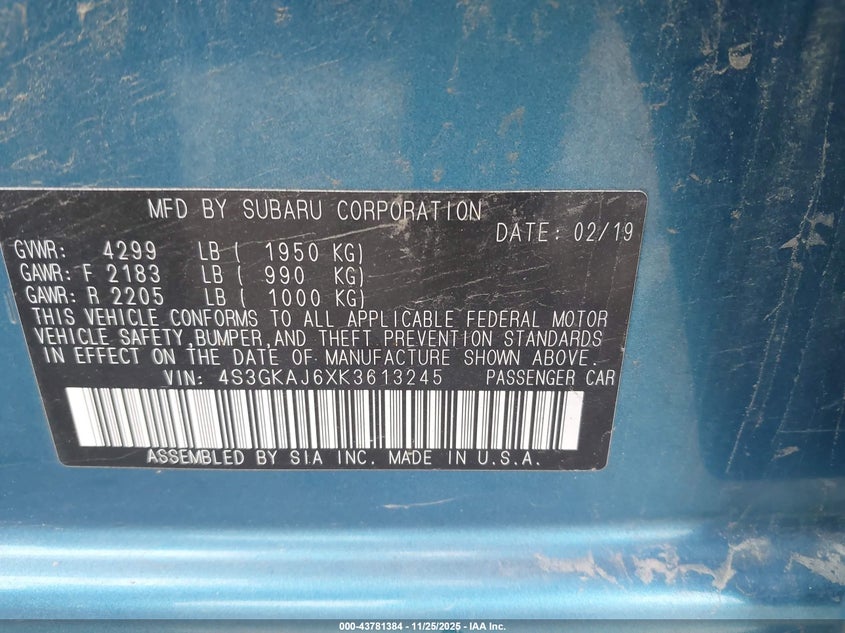 MFD BY SUBARU CORPORATION
DATE: 02/19
GVWR: 4299 LB ( 1950 KG)
GAWR: F 2183 LB ( 990 KG)
GAWR: R 2205 LB ( 1000 KG)
THIS VEHICLE CONFORMS TO ALL APPLICABLE FEDERAL MOTOR
VEHICLE SAFETY, BUMPER, AND THEFT PREVENTION STANDARDS
IN EFFECT ON THE DATE OF MANUFACTURE SHOWN ABOVE.
VIN: 4S3GKAJ6XK3613245 PASSENGER CAR
ASSEMBLED BY SIA INC. MADE IN U.S.A.
000-43781384 - 11/25/2025 - IAA Inc.